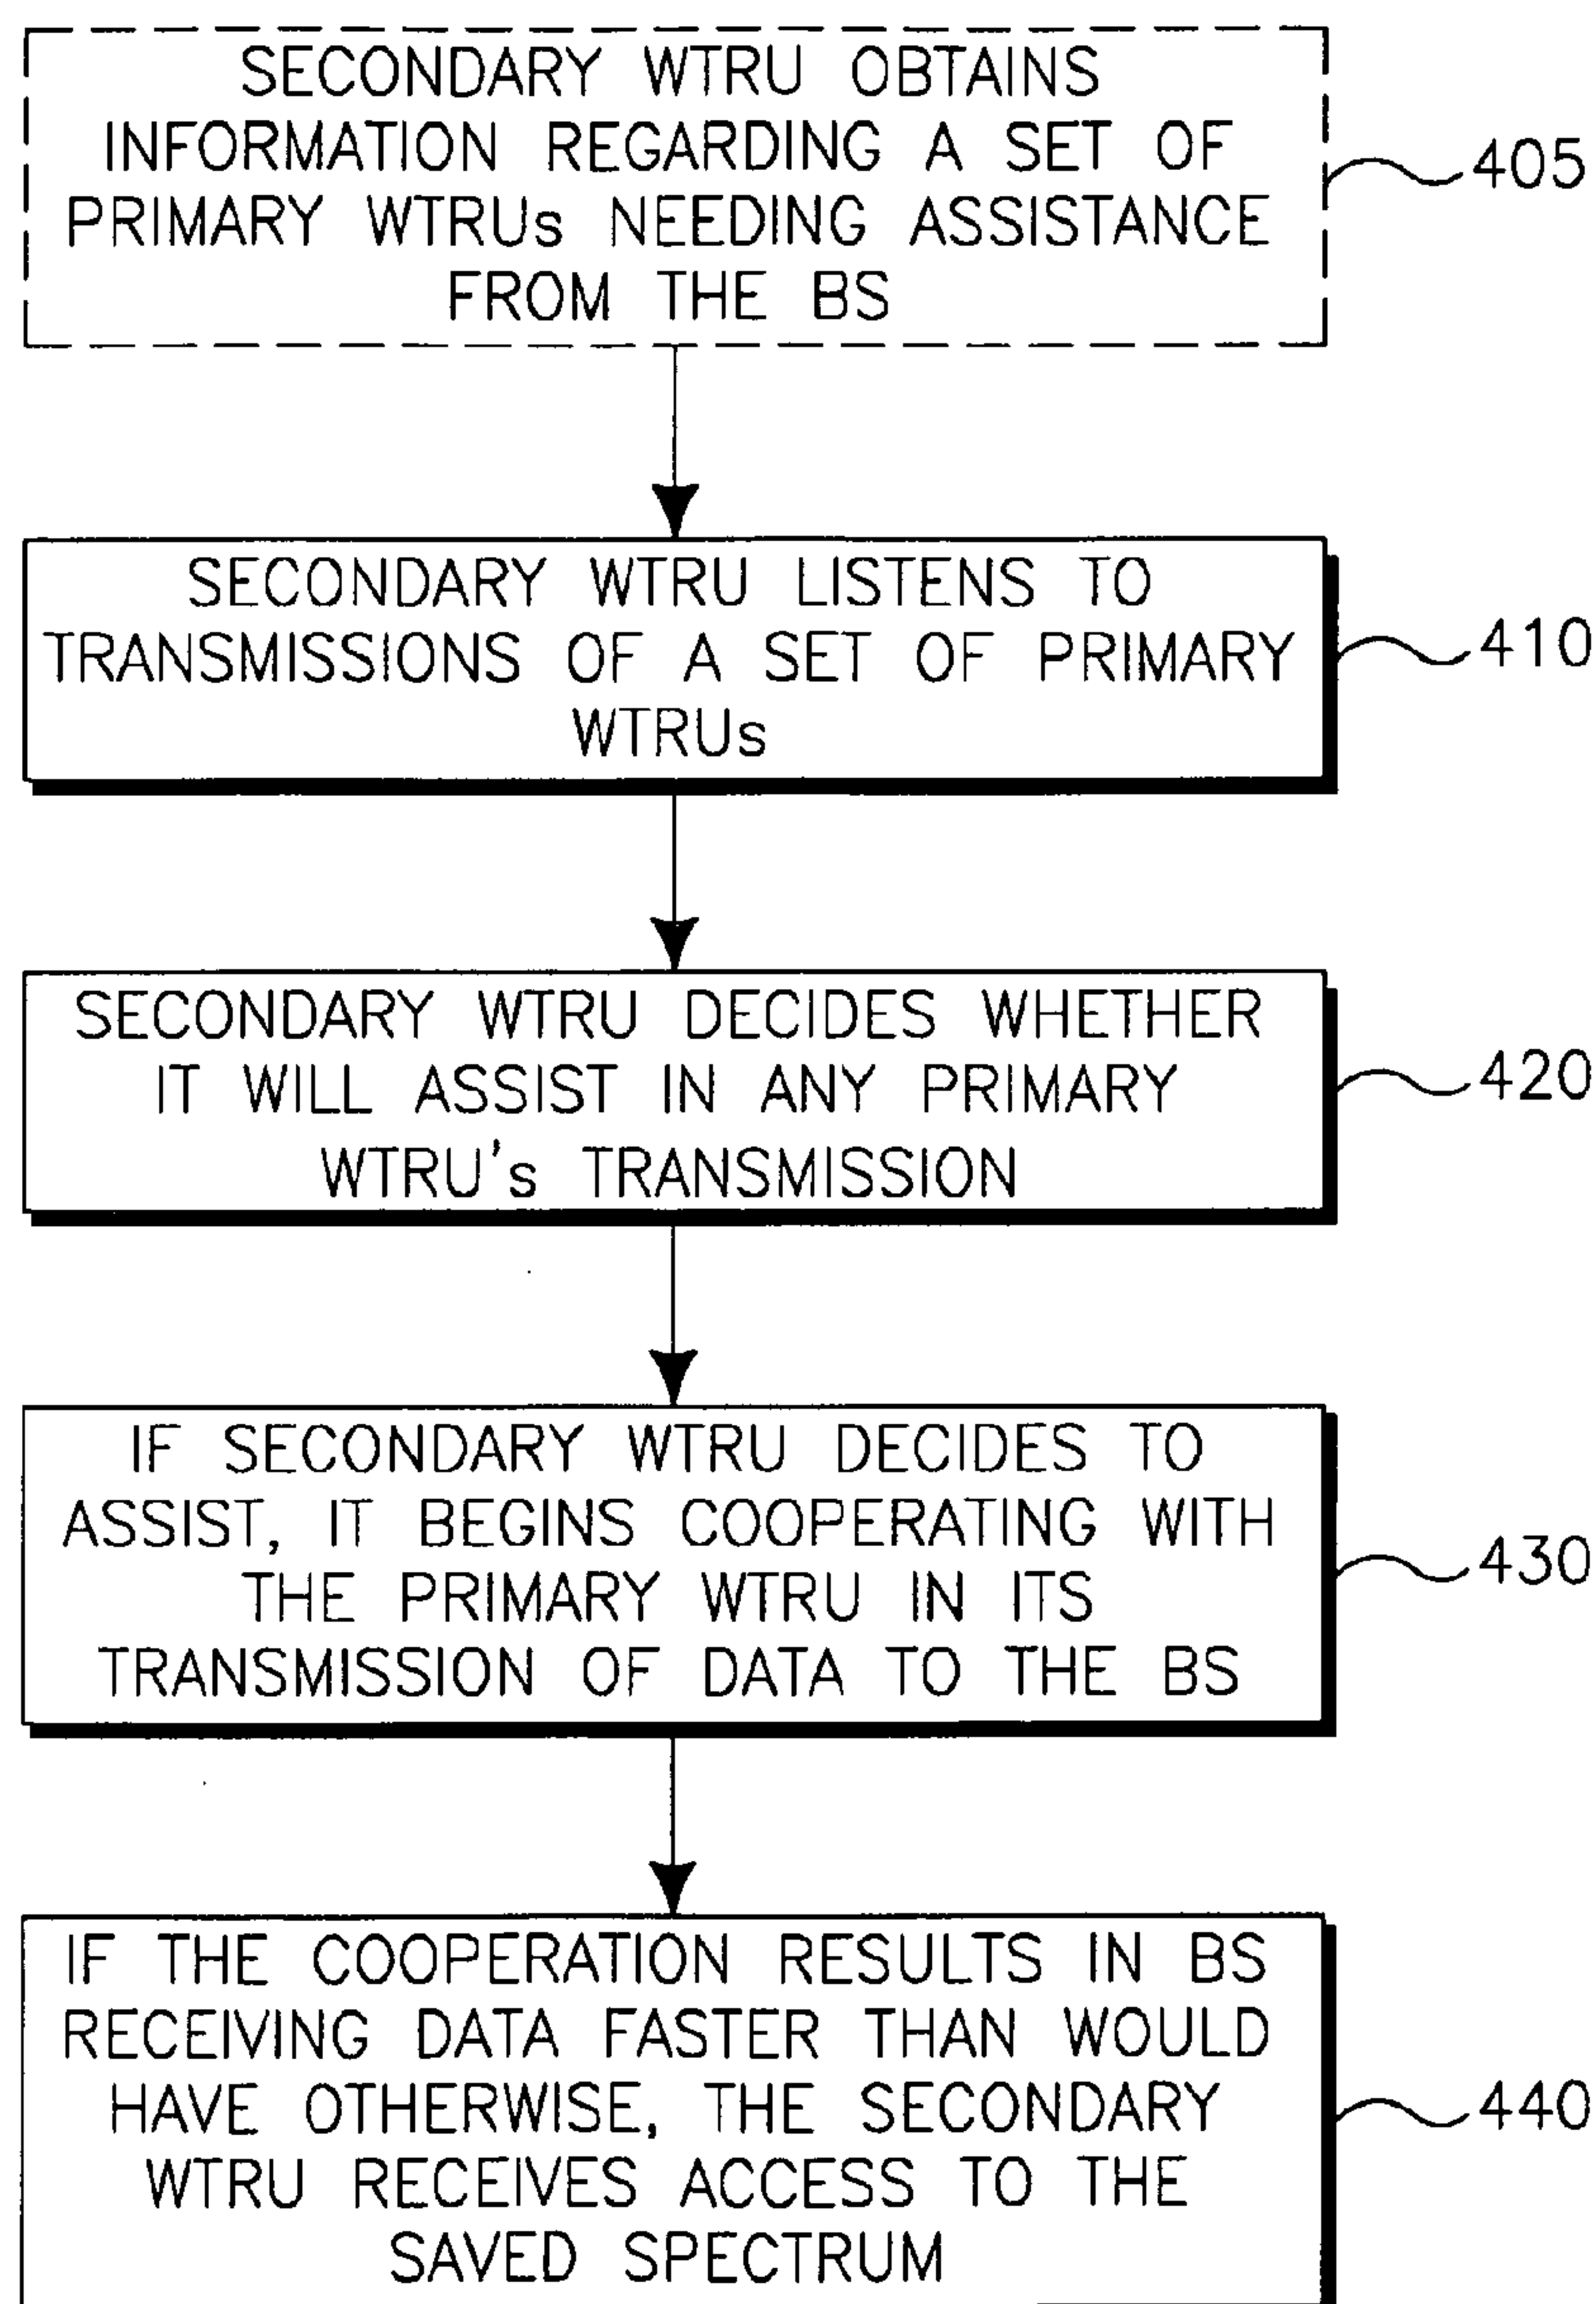 SECONDARY WTRU OBTAINS
INFORMATION REGARDING A SET OF
PRIMARY WTRUs NEEDING ASSISTANCE
FROM THE BS
405
SECONDARY WTRU LISTENS TO
TRANSMISSIONS OF A SET OF PRIMARY
WTRUs
410
SECONDARY WTRU DECIDES WHETHER
IT WILL ASSIST IN ANY PRIMARY
WTRU's TRANSMISSION
420
IF SECONDARY WTRU DECIDES TO
ASSIST, IT BEGINS COOPERATING WITH
THE PRIMARY WTRU IN ITS
TRANSMISSION OF DATA TO THE BS
430
IF THE COOPERATION RESULTS IN BS
RECEIVING DATA FASTER THAN WOULD
HAVE OTHERWISE, THE SECONDARY
WTRU RECEIVES ACCESS TO THE
SAVED SPECTRUM
440